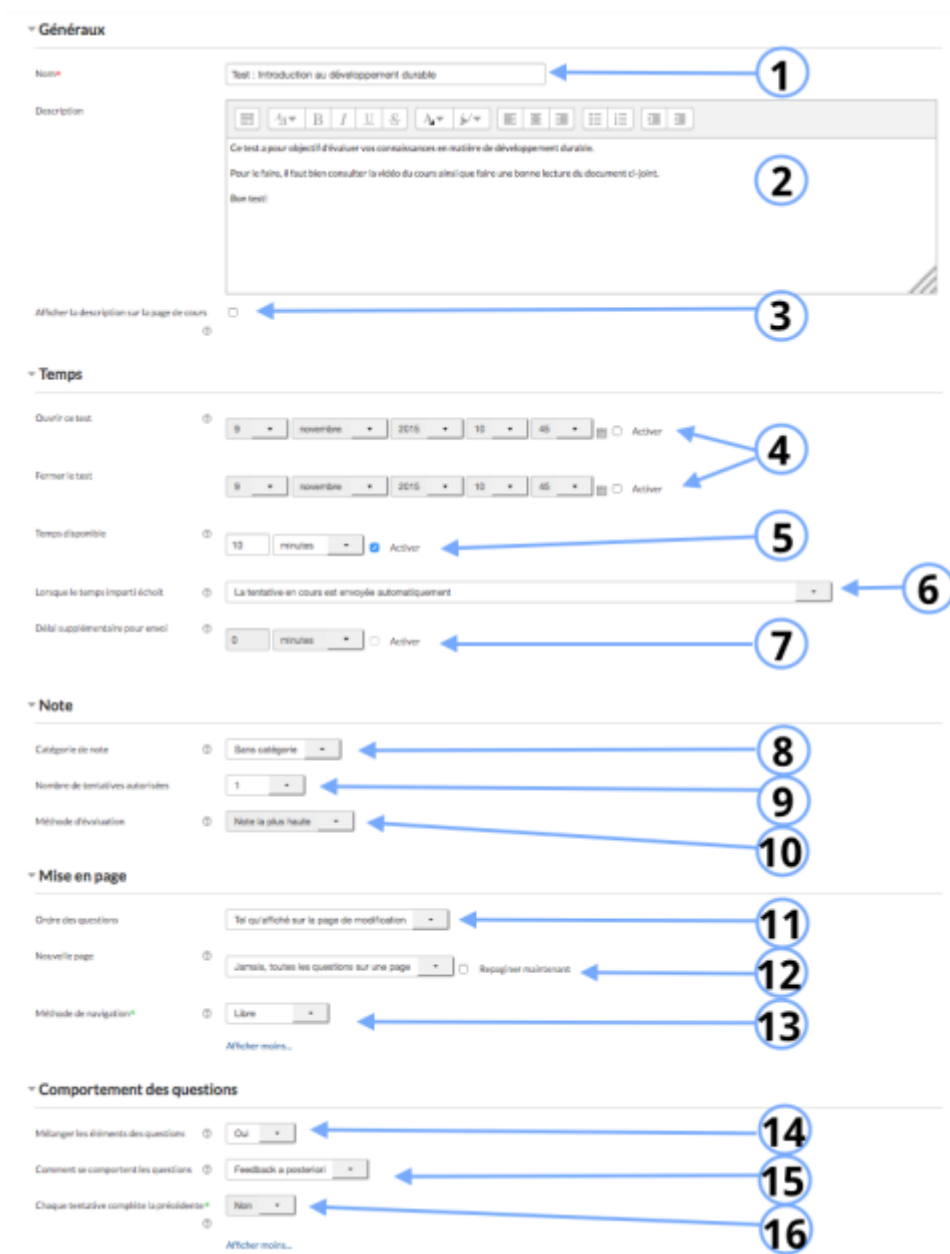 Généraux
Nom*
Test : Introduction au développement durable
1
Description
B I U S
Ce test a pour objectif d'évaluer vos connaissances en matière de développement durable.
Pour le faire, il faut bien consulter la vidéo du cours ainsi que faire une bonne lecture du document ci-joint.
2
Bon test!
Afficher la description sur la page de cours
3
Temps
Ouvrir ce test
9 novembre 2015 10 45 Activer
4
Fermer le test
9 novembre 2015 10 45 Activer
Temps disponible
10 minutes Activer
5
Lorsque le temps imparti échoit
La tentative en cours est envoyée automatiquement
6
Délai supplémentaire pour envoi
0 minutes Activer
7
Note
Catégorie de note
Sans catégorie
8
Nombre de tentatives autorisées
1
9
Méthode d'évaluation
Note la plus haute
10
Mise en page
Ordre des questions
Tel qu'affiché sur la page de modification
11
Nouvelle page
Jamais, toutes les questions sur une page Repaginer maintenant
12
Méthode de navigation*
Libre
13
Afficher moins...
Comportement des questions
Mélanger les éléments des questions
Oui
14
Comment se comportent les questions
Feedback a posteriori
15
Chaque tentative complète la précédente*
Non
16
Afficher moins...